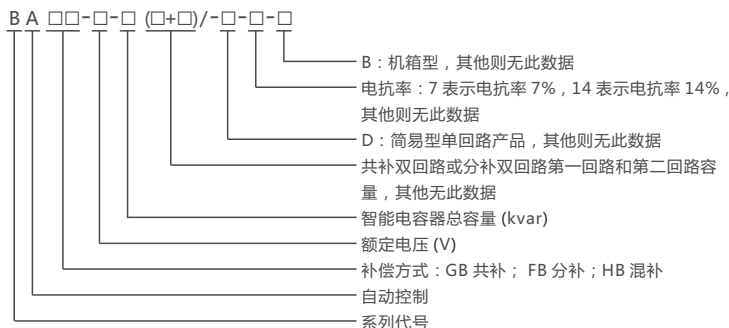 B A □□-□-□ (□+□)/-□-□-□
B：机箱型，其他则无此数据
电抗率：7 表示电抗率 7%，14 表示电抗率 14%，
其他则无此数据
D：简易型单回路产品，其他则无此数据
共补双回路或分补双回路第一回路和第二回路容
量，其他无此数据
智能电容器总容量 (kvar)
额定电压 (V)
补偿方式：GB 共补； FB 分补；HB 混补
自动控制
系列代号